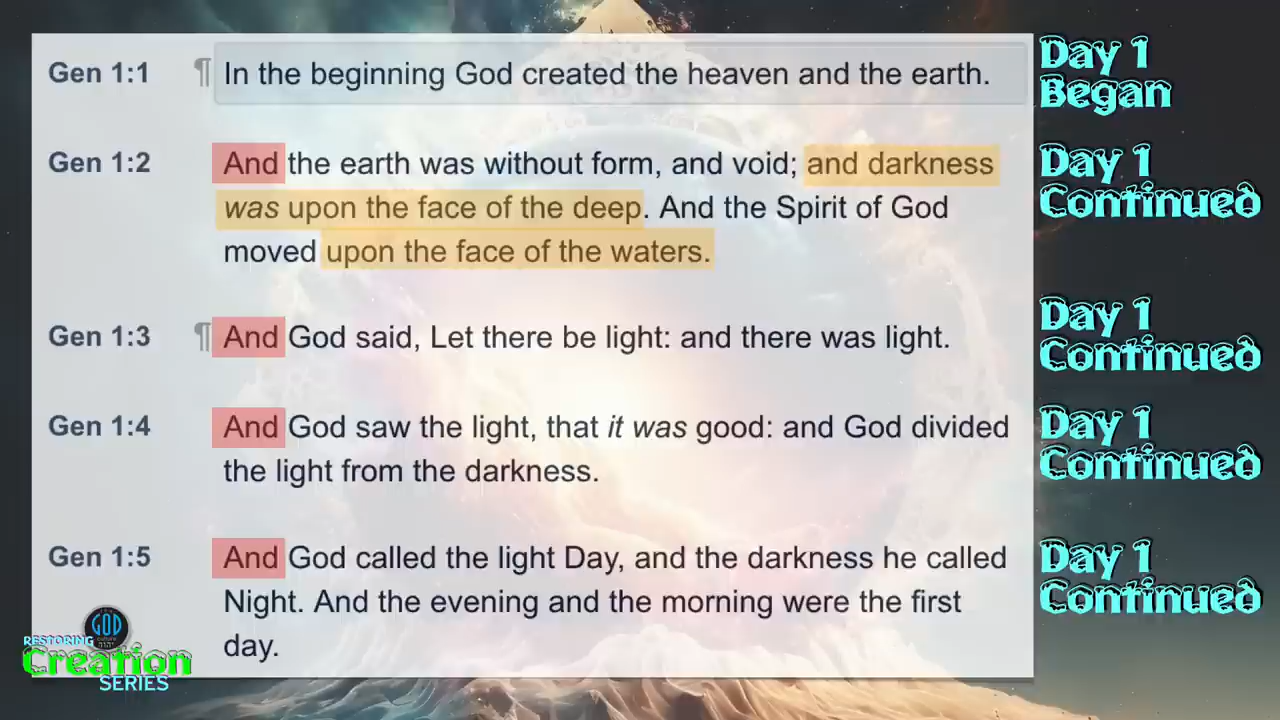 Gen 1:1 ¶ In the beginning God created the heaven and the earth.
Day 1
Began
Gen 1:2 And the earth was without form, and void; and darkness
was upon the face of the deep. And the Spirit of God
moved upon the face of the waters.
Day 1
Continued
Gen 1:3 ¶ And God said, Let there be light: and there was light.
Day 1
Continued
Gen 1:4 And God saw the light, that it was good: and God divided
the light from the darkness.
Day 1
Continued
Gen 1:5 And God called the light Day, and the darkness he called
Night. And the evening and the morning were the first
day.
Day 1
Continued
GOD
RESTORING
Creation
SERIES